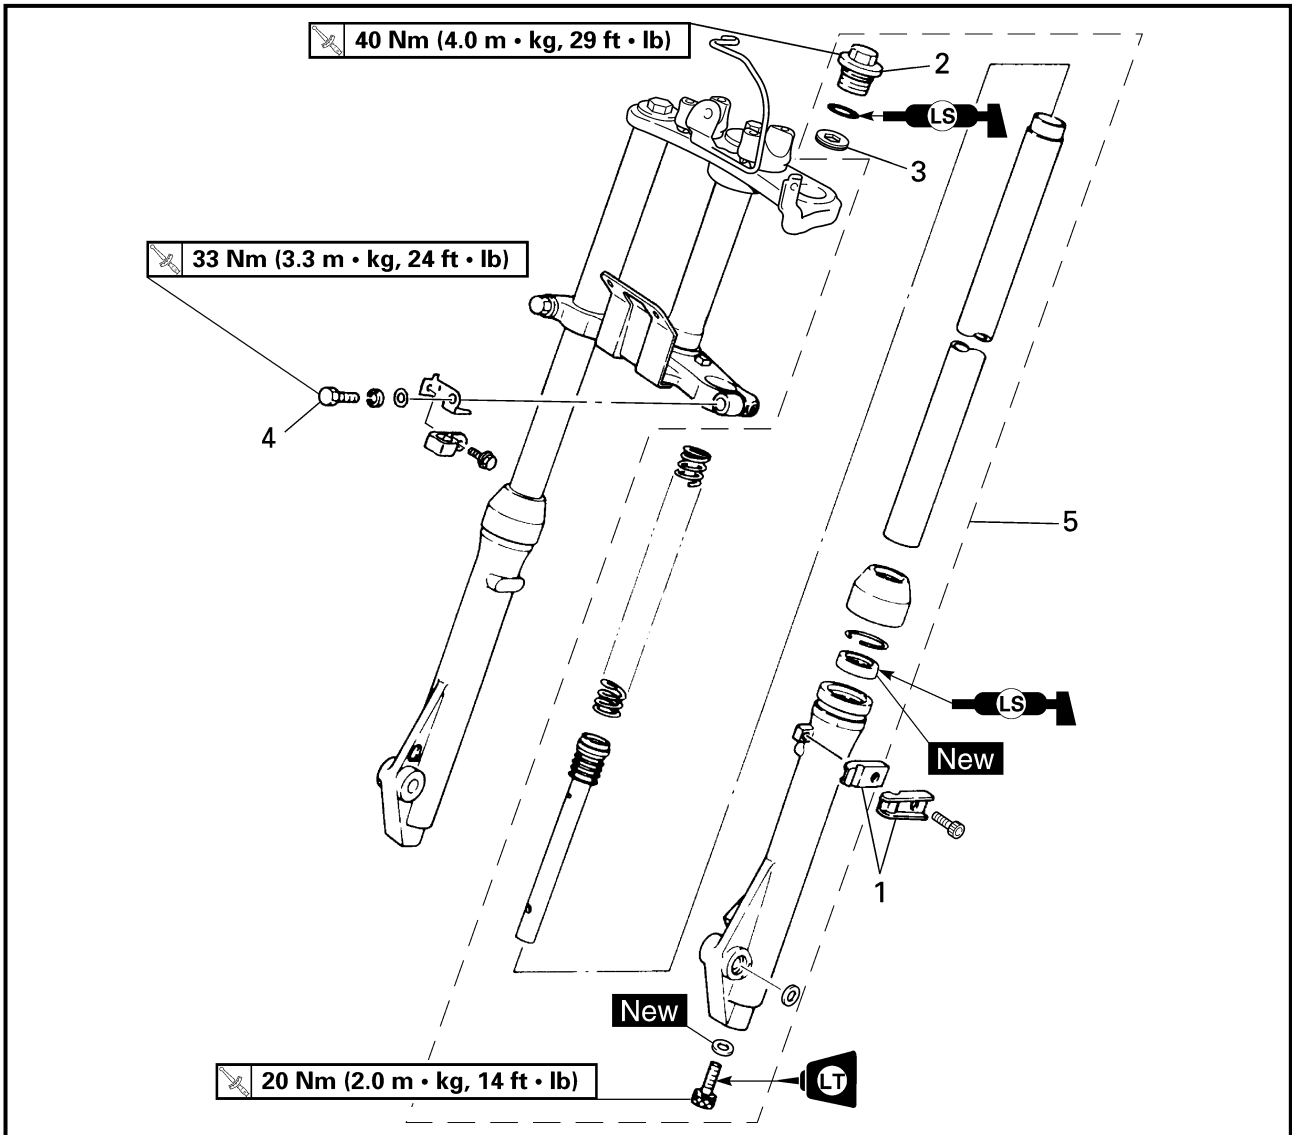 40 Nm (4.0 m • kg, 29 ft • lb)
2
LS
3
33 Nm (3.3 m • kg, 24 ft • lb)
4
5
LS
New
1
New
20 Nm (2.0 m • kg, 14 ft • lb)
LT